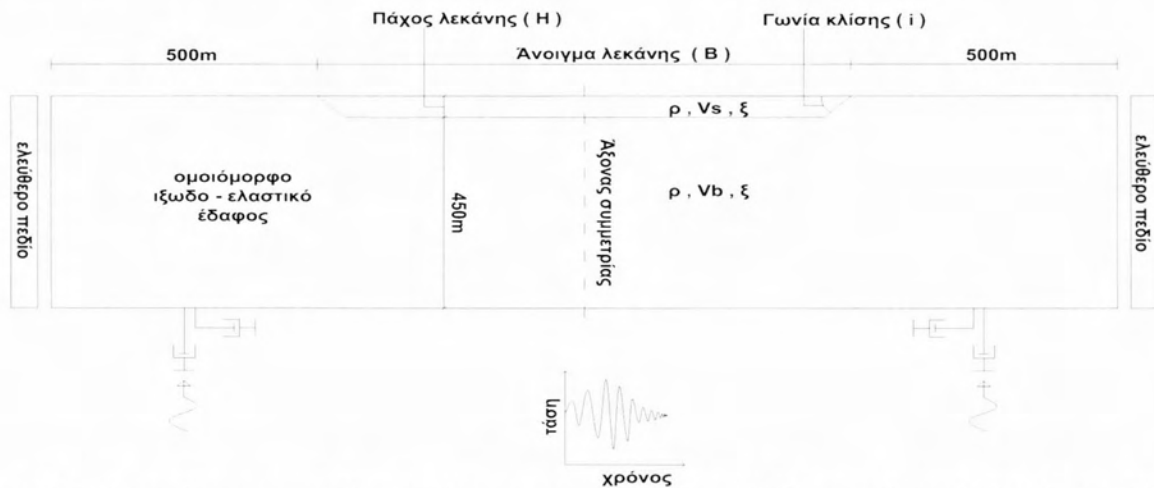 Πάχος λεκάνης ( H )
Γωνία κλίσης ( i )
500m
Άνοιγμα λεκάνης ( B )
500m
ρ , Vs , ξ
ελεύθερο πεδίο
ομοιόμορφο
ιξωδο - ελαστικό
έδαφος
450m
Άξονας συμμετρίας
ρ , Vb , ξ
ελεύθερο πεδίο
τάση
χρόνος